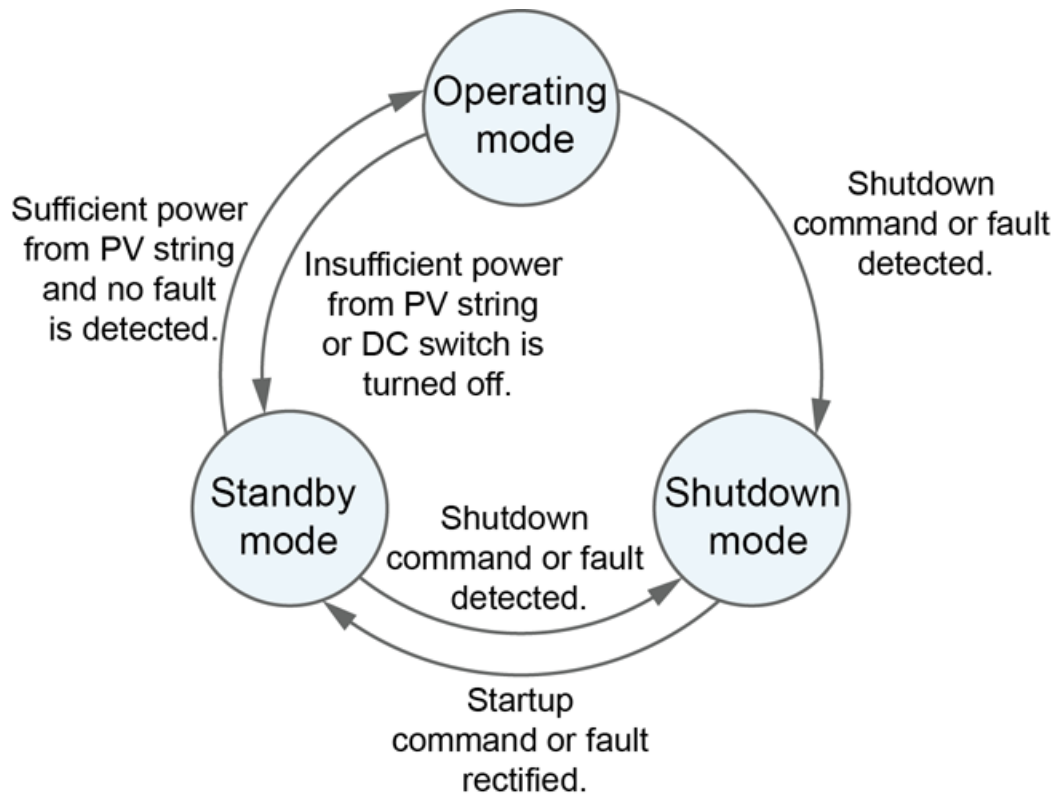 Operating
mode
Shutdown
command or fault
detected.
Sufficient power
from PV string
and no fault
is detected.
Insufficient power
from PV string
or DC switch is
turned off.
Standby
mode
Shutdown
command or fault
detected.
Shutdown
mode
Startup
command or fault
rectified.